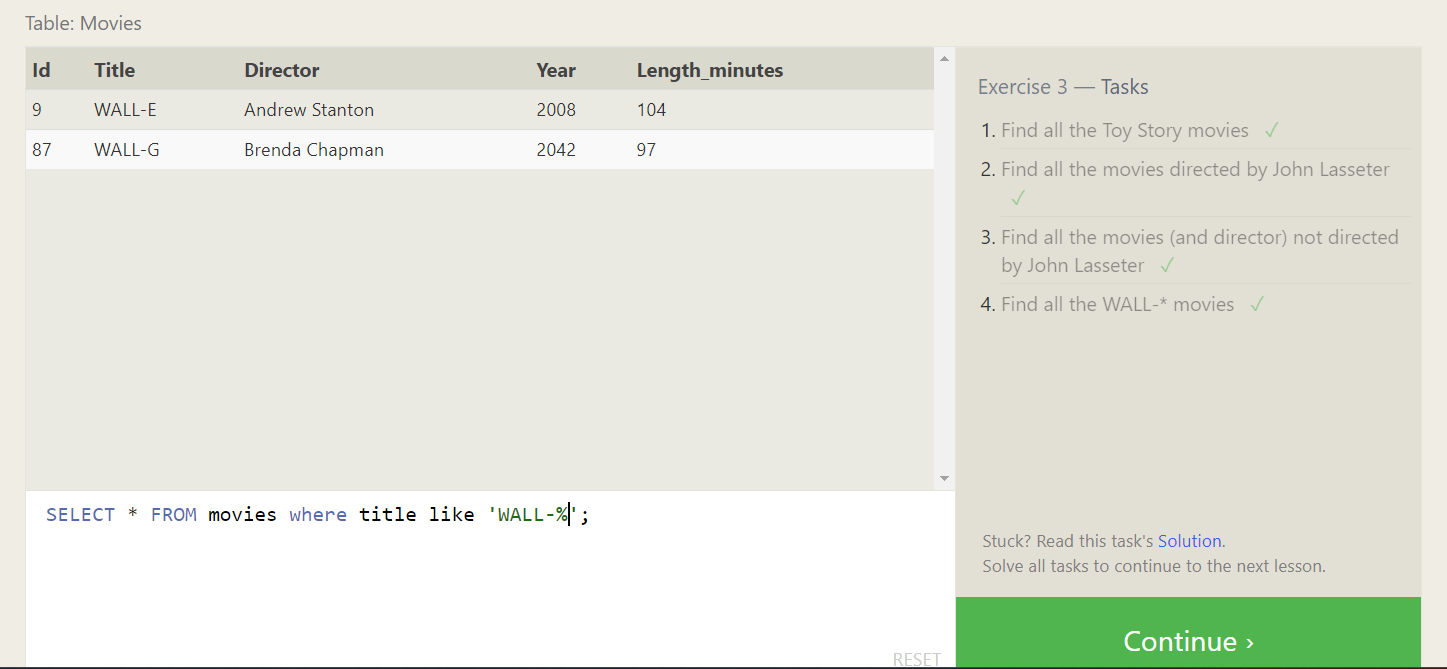 Table: Movies
Id Title Director Year Length_minutes
9 WALL-E Andrew Stanton 2008 104
87 WALL-G Brenda Chapman 2042 97
SELECT * FROM movies where title like 'WALL-%';
RESET
Exercise 3 — Tasks
1. Find all the Toy Story movies ✓
2. Find all the movies directed by John Lasseter
✓
3. Find all the movies (and director) not directed
by John Lasseter ✓
4. Find all the WALL-* movies ✓
Stuck? Read this task's Solution.
Solve all tasks to continue to the next lesson.
Continue ›